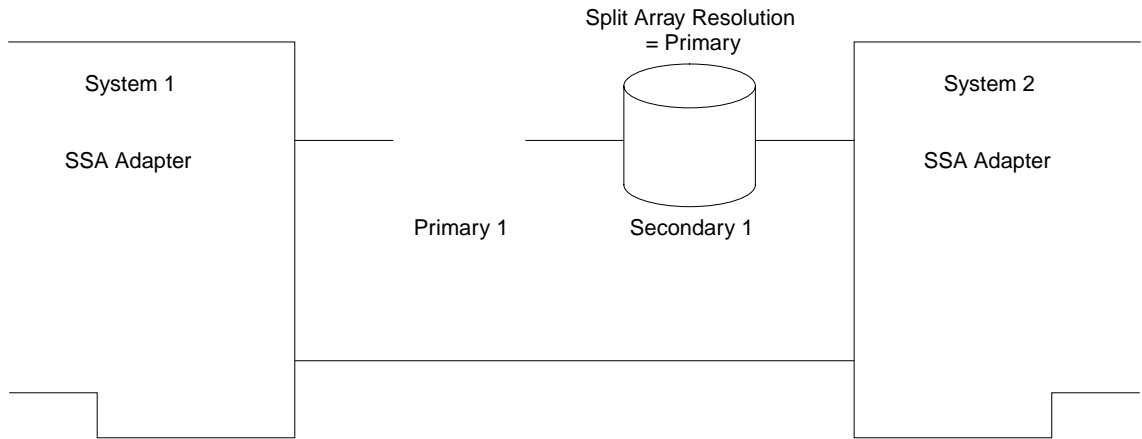 Split Array Resolution
= Primary
System 1
System 2
SSA Adapter
SSA Adapter
Primary 1
Secondary 1